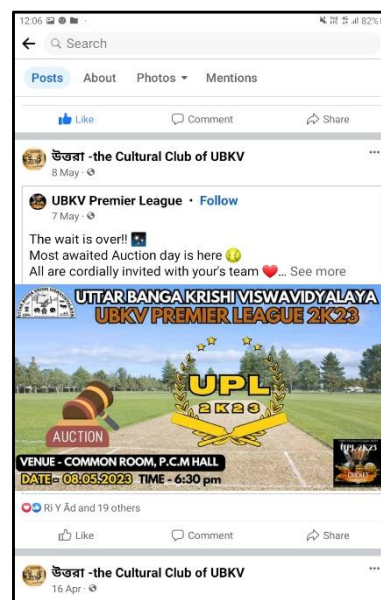 12:06
82%
Search
Posts About Photos Mentions
Like Comment Share
উত্তরা -the Cultural Club of UBKV
8 May
UBKV Premier League · Follow
7 May
The wait is over!!
Most awaited Auction day is here
All are cordially invited with your's team ❤️... See more
UTTAR BANGA KRISHI VISWAVIDYALAYA
UBKV PREMIER LEAGUE 2K23
UPL
2K23
AUCTION
UPL 2K23
CRICKET
VENUE - COMMON ROOM, P.C.M HALL
DATE- 08.05.2023 TIME - 6:30 pm
Ri Y Ãd and 19 others
Like Comment Share
উত্তরা -the Cultural Club of UBKV
16 Apr